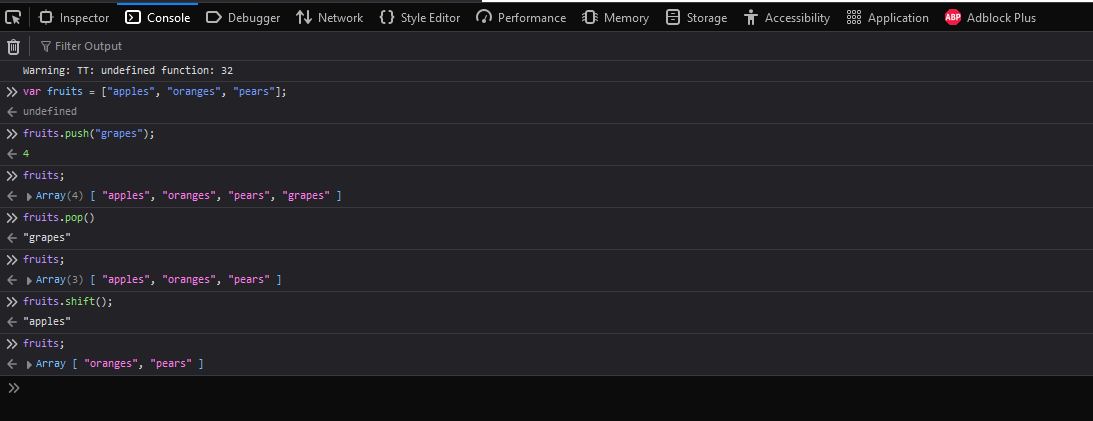 Inspector Console Debugger Network Style Editor Performance Memory Storage Accessibility Application ABP Adblock Plus
Filter Output
Warning: TT: undefined function: 32
var fruits = ["apples", "oranges", "pears"];
undefined
fruits.push("grapes");
4
fruits;
Array(4) [ "apples", "oranges", "pears", "grapes" ]
fruits.pop()
"grapes"
fruits;
Array(3) [ "apples", "oranges", "pears" ]
fruits.shift();
"apples"
fruits;
Array [ "oranges", "pears" ]